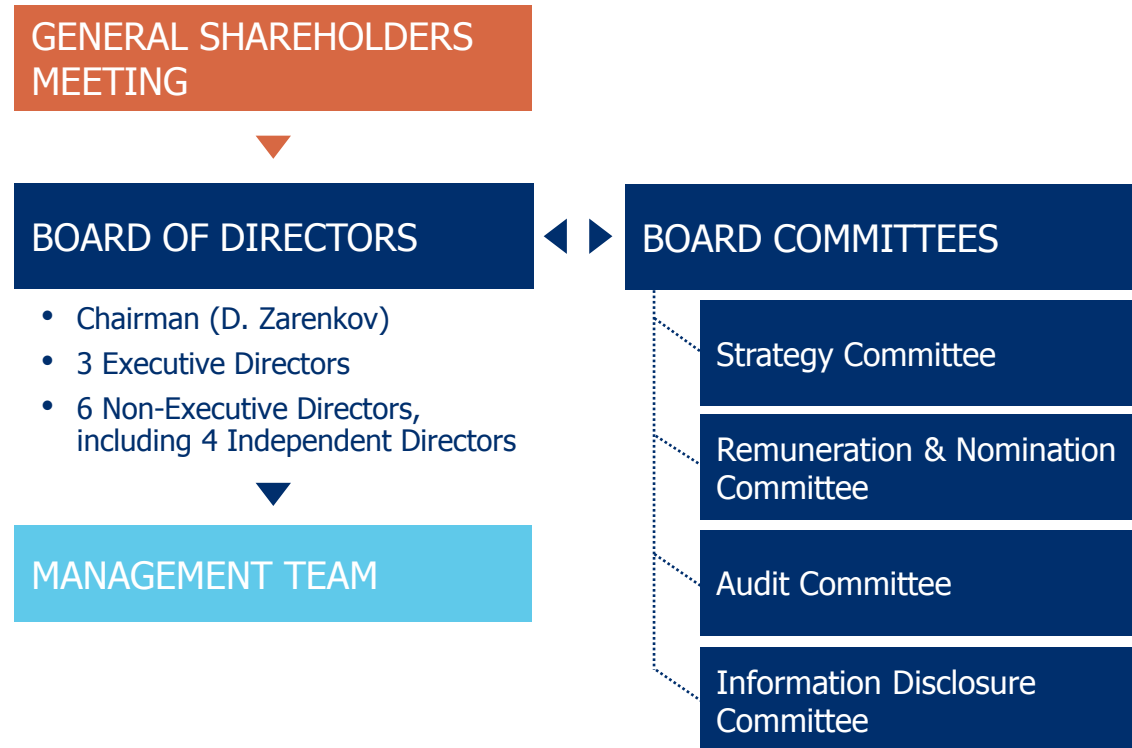 GENERAL SHAREHOLDERS
MEETING
BOARD OF DIRECTORS
• Chairman (D. Zarenkov)
• 3 Executive Directors
• 6 Non-Executive Directors,
including 4 Independent Directors
MANAGEMENT TEAM
BOARD COMMITTEES
Strategy Committee
Remuneration & Nomination
Committee
Audit Committee
Information Disclosure
Committee